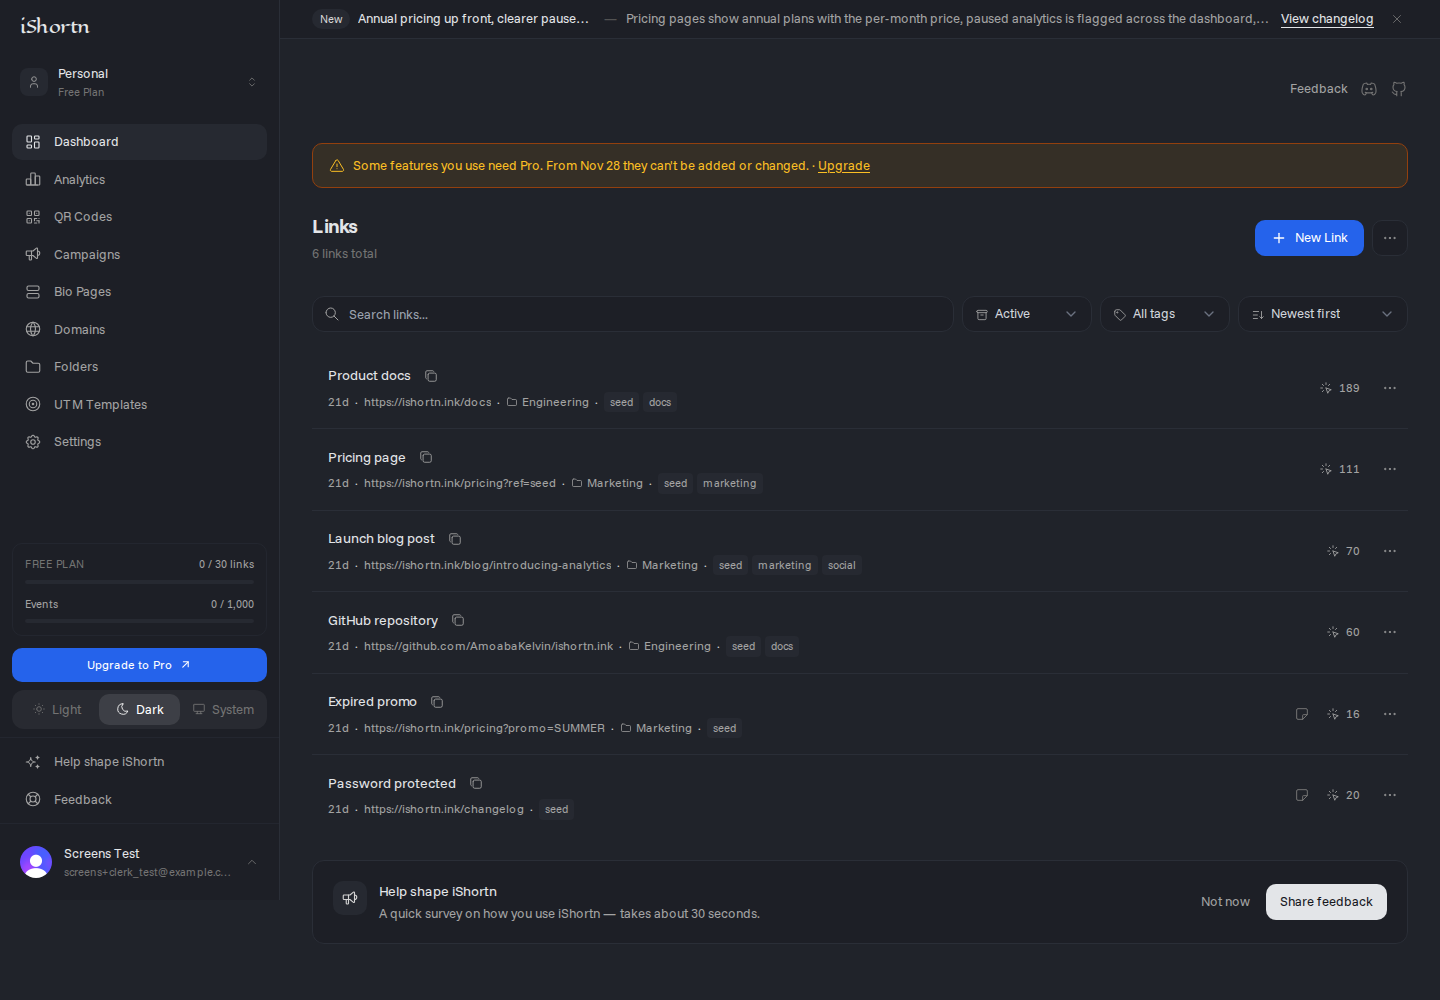 iShortn
Personal
Free Plan
Dashboard
Analytics
QR Codes
Campaigns
Bio Pages
Domains
Folders
UTM Templates
Settings
FREE PLAN 0 / 30 links
Events 0 / 1,000
Upgrade to Pro
Light Dark System
Help shape iShortn
Feedback
Screens Test
screens+clerk_test@example.c...
New Annual pricing up front, clearer pause... — Pricing pages show annual plans with the per-month price, paused analytics is flagged across the dashboard,... View changelog
Feedback
Some features you use need Pro. From Nov 28 they can't be added or changed. · Upgrade
Links
6 links total
New Link
Search links...
Active
All tags
Newest first
Product docs
21d · https://ishortn.ink/docs · Engineering · seed docs
189
Pricing page
21d · https://ishortn.ink/pricing?ref=seed · Marketing · seed marketing
111
Launch blog post
21d · https://ishortn.ink/blog/introducing-analytics · Marketing · seed marketing social
70
GitHub repository
21d · https://github.com/AmoabaKelvin/ishortn.ink · Engineering · seed docs
60
Expired promo
21d · https://ishortn.ink/pricing?promo=SUMMER · Marketing · seed
16
Password protected
21d · https://ishortn.ink/changelog · seed
20
Help shape iShortn
A quick survey on how you use iShortn — takes about 30 seconds.
Not now
Share feedback